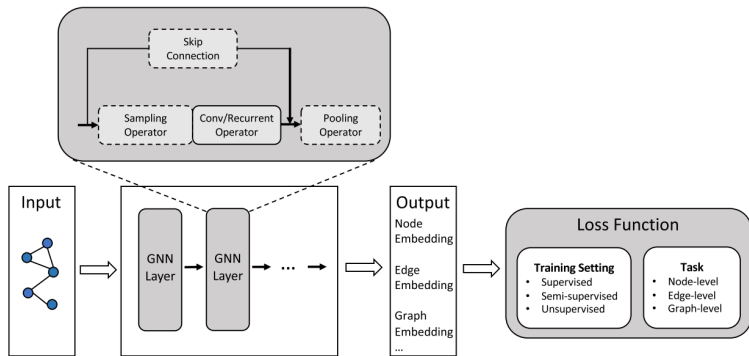 Skip
Connection
Sampling
Operator
Conv/Recurrent
Operator
Pooling
Operator
Input
GNN
Layer
GNN
Layer
...
Output
Node
Embedding
Edge
Embedding
Graph
Embedding
...
Loss Function
Training Setting
• Supervised
• Semi-supervised
• Unsupervised
Task
• Node-level
• Edge-level
• Graph-level